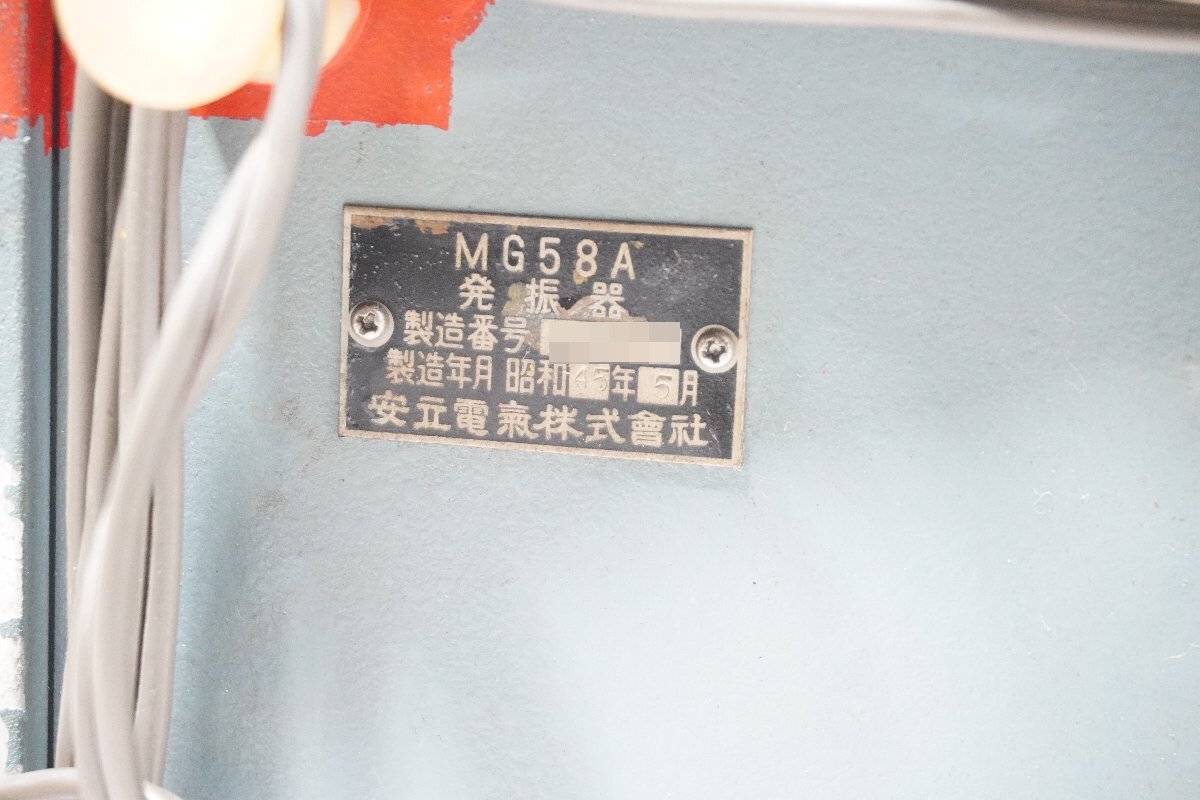 MG58A
発振器
製造番号
製造年月 昭和45年5月
安立電氣株式會社